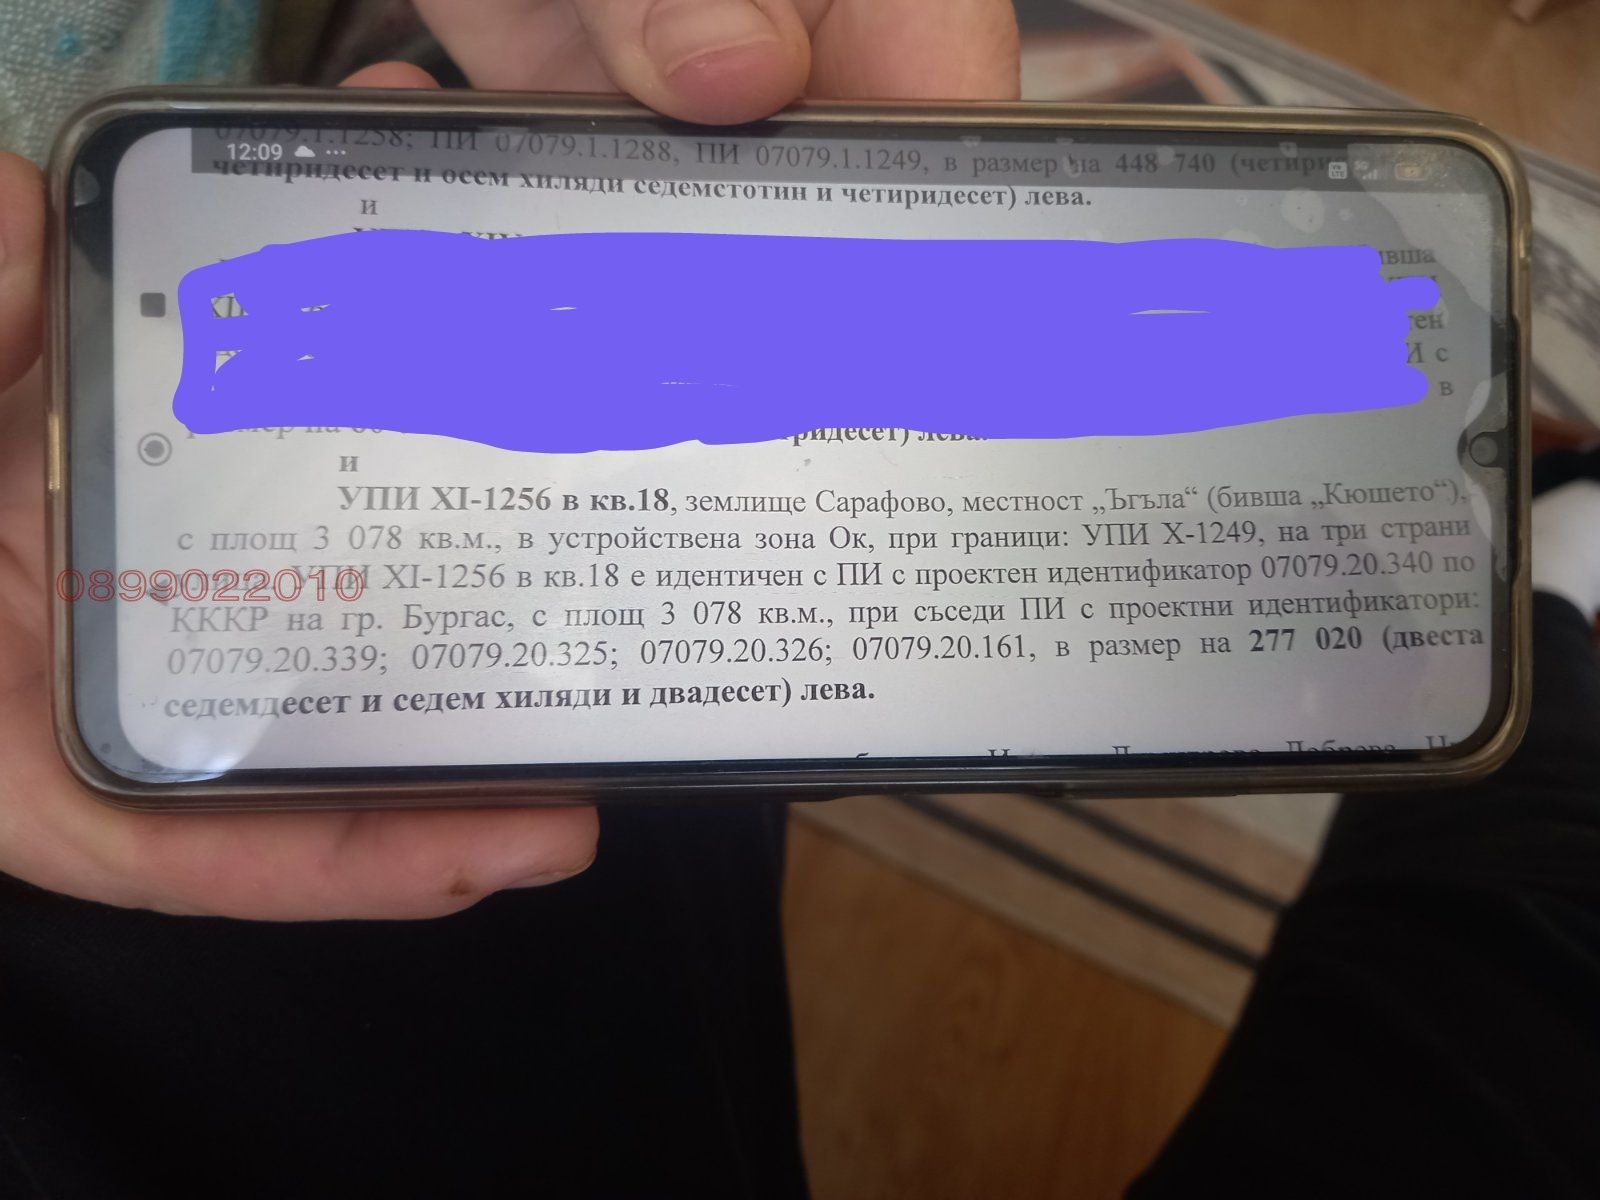 07079.1.1258; ПИ 07079.1.1288, ПИ 07079.1.1249, в размер на 448 740
12:09
четиридесет и осем хиляди седемстотин и четиридесет) лева.
и
ивша
И с
в
идесет) лева.
и
УПИ XI-1256 в кв.18, землище Сарафово, местност „Ъгъла“ (бивша „Кюшето“),
с площ 3 078 кв.м., в устройствена зона Ок, при граници: УПИ X-1249, на три страни
УПИ XI-1256 в кв.18 е идентичен с ПИ с проектен идентификатор 07079.20.340 по
0899022010
КККР на гр. Бургас, с площ 3 078 кв.м., при съседи ПИ с проектни идентификатори:
07079.20.339; 07079.20.325; 07079.20.326; 07079.20.161, в размер на 277 020 (двеста
седемдесет и седем хиляди и двадесет) лева.